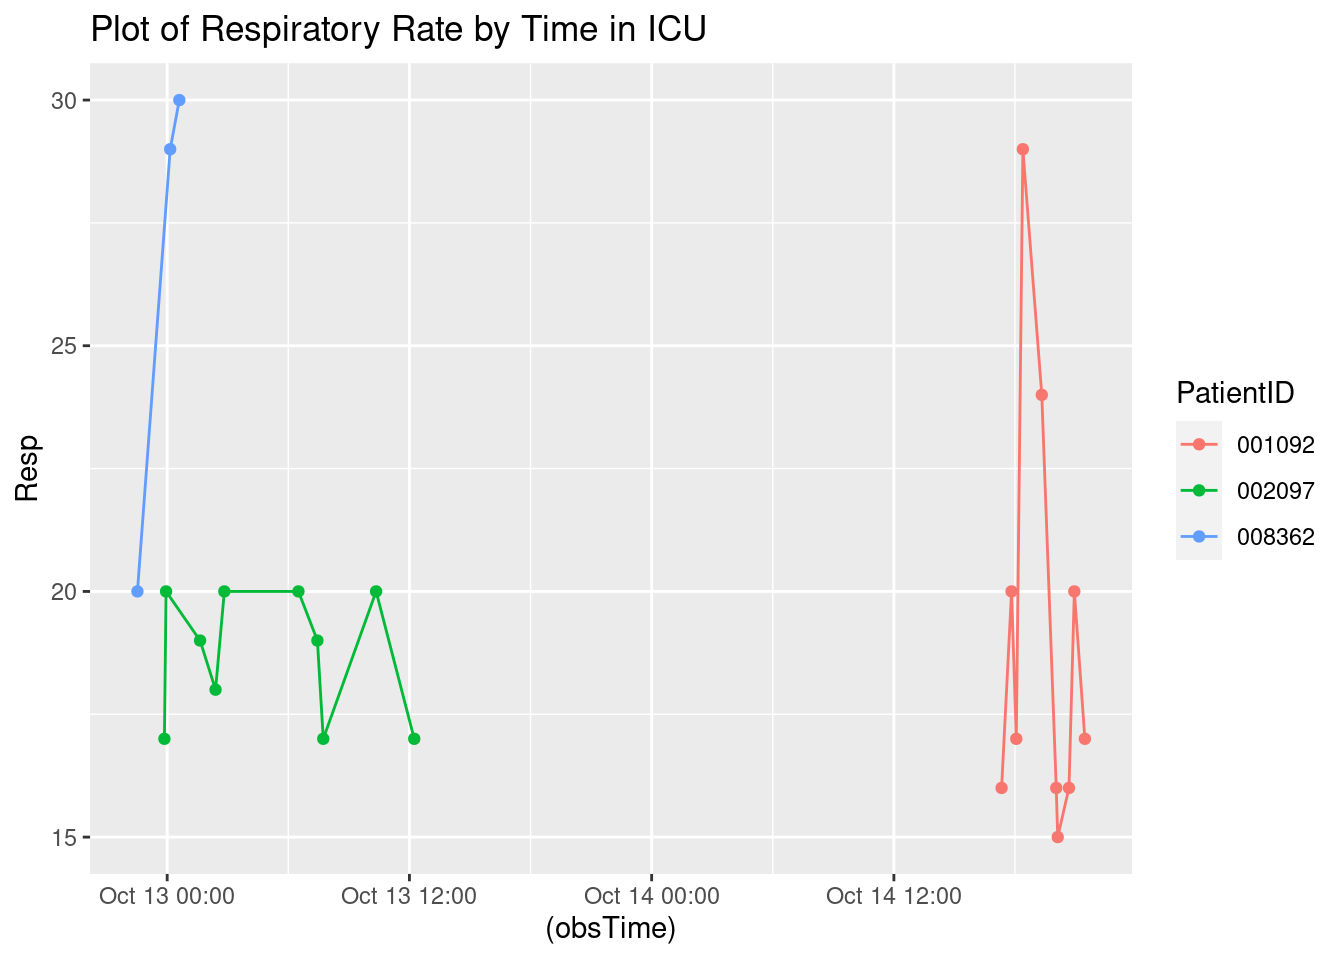 Plot of Respiratory Rate by Time in ICU
30
25
20
15
Resp
Oct 13 00:00 Oct 13 12:00 Oct 14 00:00 Oct 14 12:00
(obsTime)
PatientID
001092
002097
008362